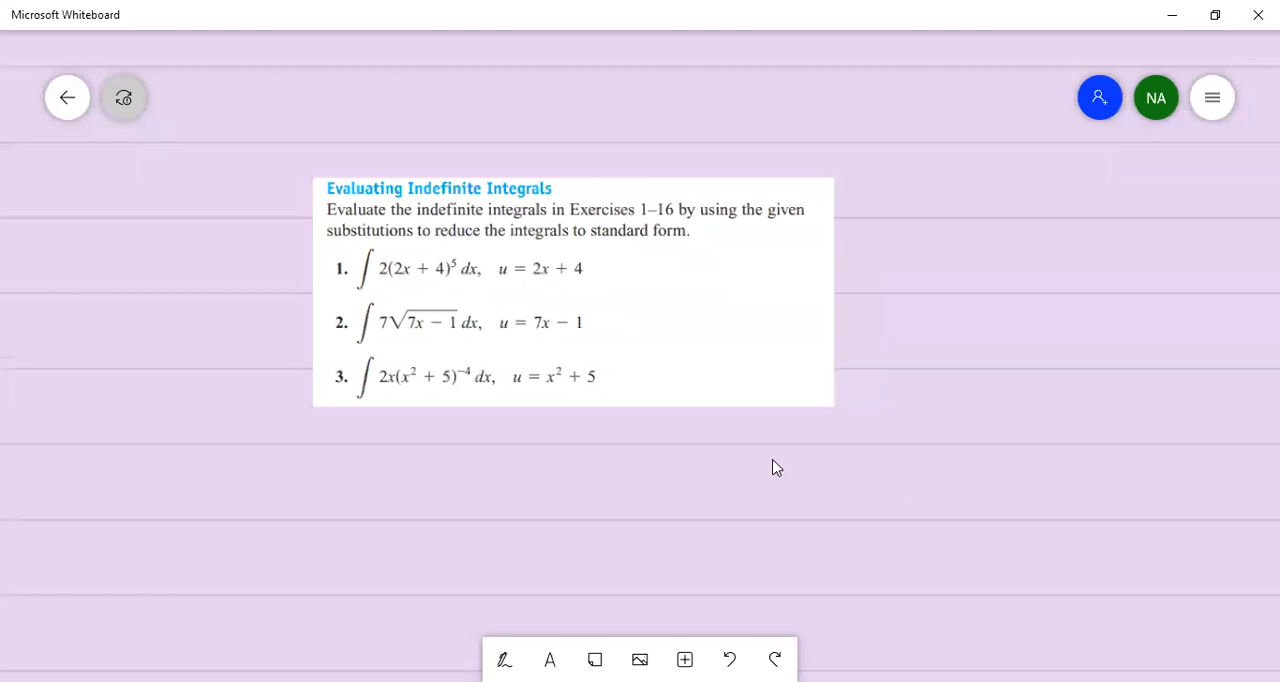 Microsoft Whiteboard
NA
Evaluating Indefinite Integrals
Evaluate the indefinite integrals in Exercises 1–16 by using the given
substitutions to reduce the integrals to standard form.
1. ∫ 2(2x + 4)⁵ dx, u = 2x + 4
2. ∫ 7√(7x − 1) dx, u = 7x − 1
3. ∫ 2x(x² + 5)⁻⁴ dx, u = x² + 5
A